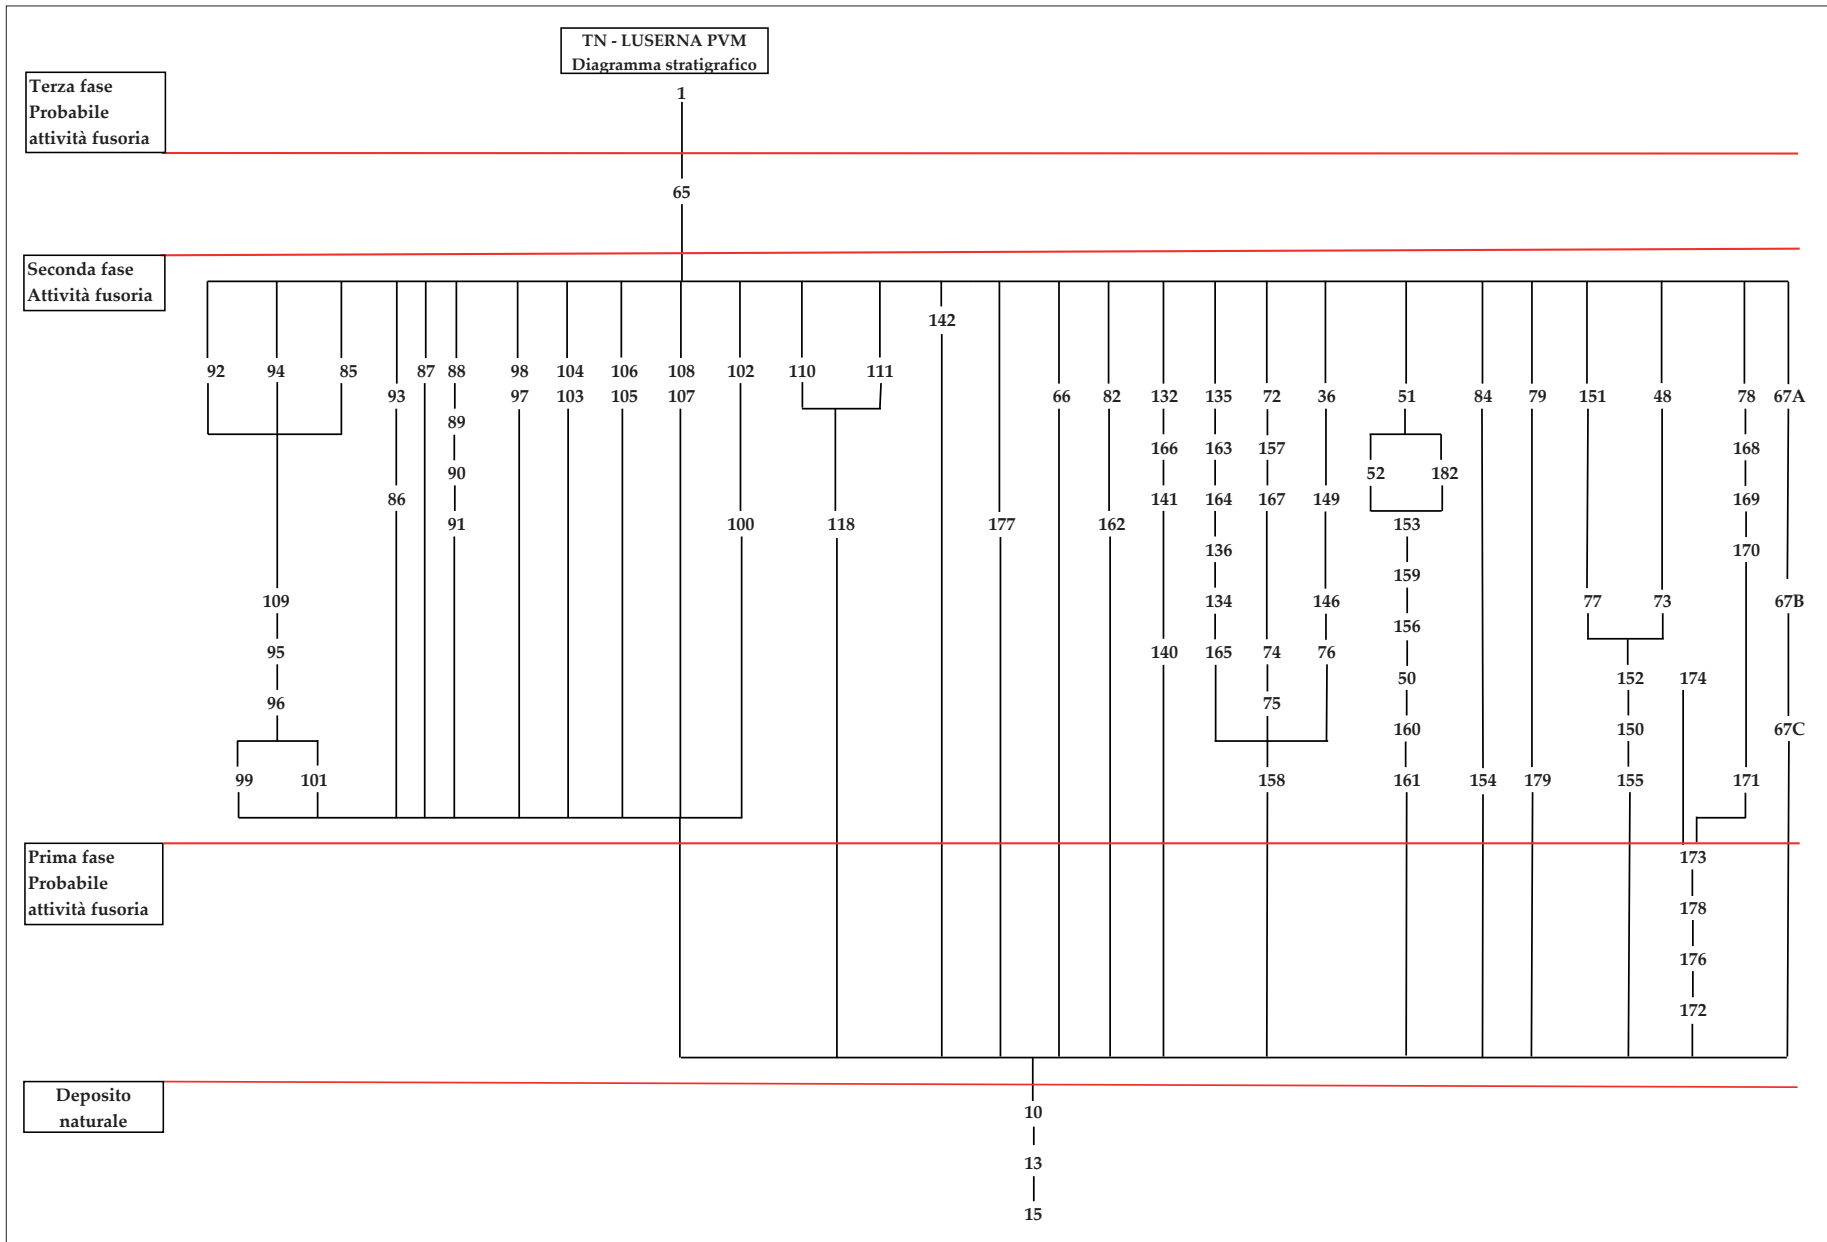 TN - LUSERNA PVM
Diagramma stratigrafico
Terza fase
Probabile
attività fusoria
1
65
Seconda fase
Attività fusoria
142
92 94 85 87 88 98 104 106 108 102 110 111
93 97 103 105 107 66 82 132 135 72 36 51 84 79 151 48 78 67A
89 166 163 157 168
90 52 182
86 141 164 167 149 169
91 100 118 177 162 153
136 170
159
109 134 146 77 73 67B
156
95 140 165 74 76
50 152 174
96 75
160 150 67C
99 101 158 161 154 179 155 171
Prima fase
Probabile
attività fusoria
173
178
176
172
Deposito
naturale
10
13
15